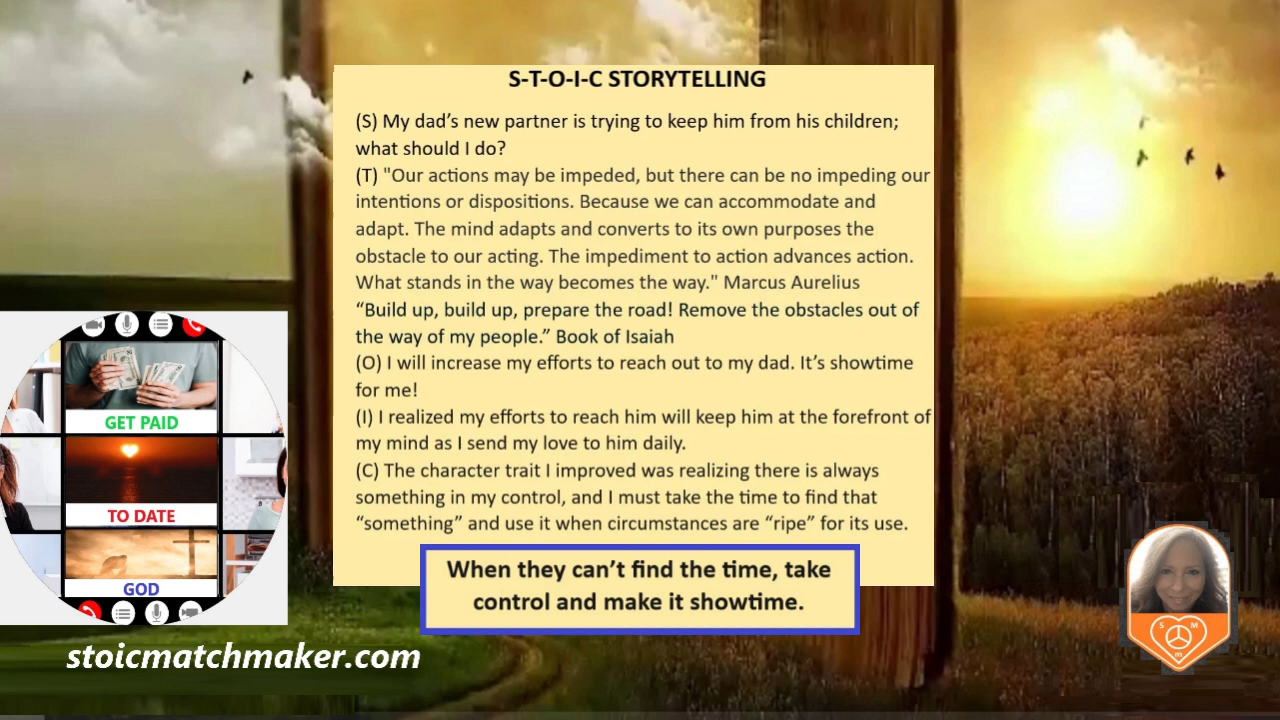 S-T-O-I-C STORYTELLING
(S) My dad’s new partner is trying to keep him from his children;
what should I do?
(T) "Our actions may be impeded, but there can be no impeding our
intentions or dispositions. Because we can accommodate and
adapt. The mind adapts and converts to its own purposes the
obstacle to our acting. The impediment to action advances action.
What stands in the way becomes the way." Marcus Aurelius
“Build up, build up, prepare the road! Remove the obstacles out of
the way of my people.” Book of Isaiah
(O) I will increase my efforts to reach out to my dad. It’s showtime
for me!
(I) I realized my efforts to reach him will keep him at the forefront of
my mind as I send my love to him daily.
(C) The character trait I improved was realizing there is always
something in my control, and I must take the time to find that
“something” and use it when circumstances are “ripe” for its use.
When they can’t find the time, take
control and make it showtime.
GET PAID
TO DATE
GOD
stoicmatchmaker.com
S M
m